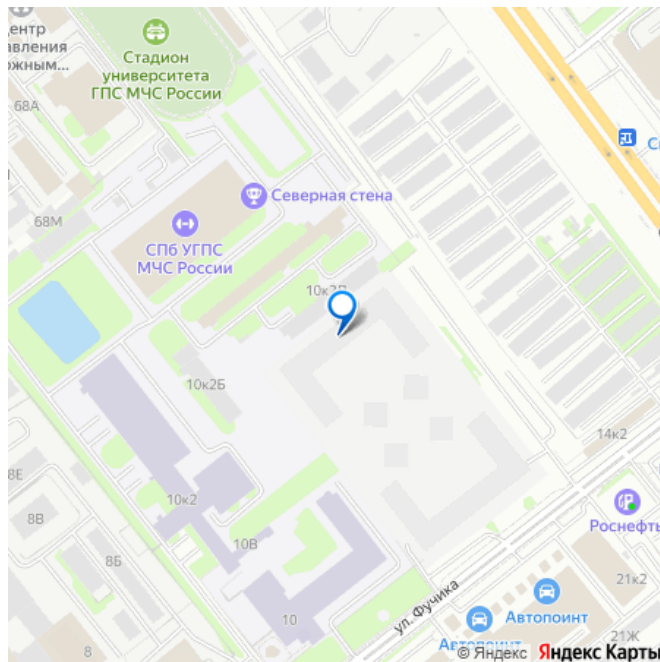 Стадион
университета
ГПС МЧС России
68А
Северная стена
68М
СПб УГПС
МЧС России
10к2Б
14к2
8Е
10к2
Роснефть
8В
10В
8Б
21к2
ул. Фучика
Автопоинт
10
8
21Ж
© Яндекс Яндекс Карты